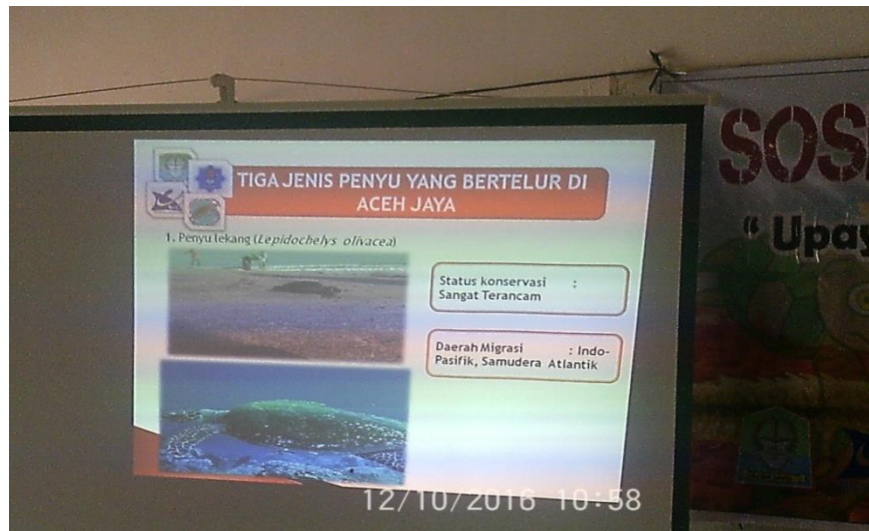 TIGA JENIS PENYU YANG BERTELUR DI
ACEH JAYA
1. Penyu lekang (Lepidochelys olivacea)
Status konservasi :
Sangat Terancam
Daerah Migrasi : Indo-
Pasifik, Samudera Atlantik
SOS
" Upay
12/10/2016 10:58